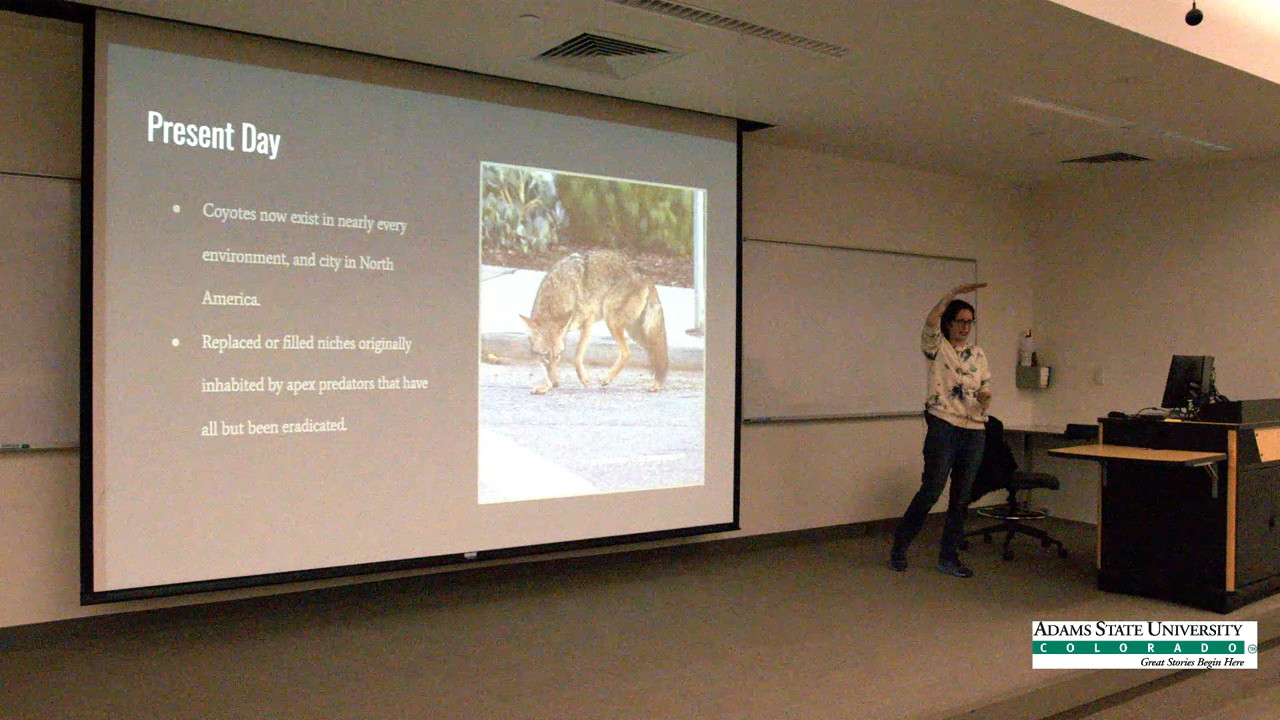 Present Day
Coyotes now exist in nearly every
environment, and city in North
America.
Replaced or filled niches originally
inhabited by apex predators that have
all but been eradicated.
ADAMS STATE UNIVERSITY
COLORADO
Great Stories Begin Here